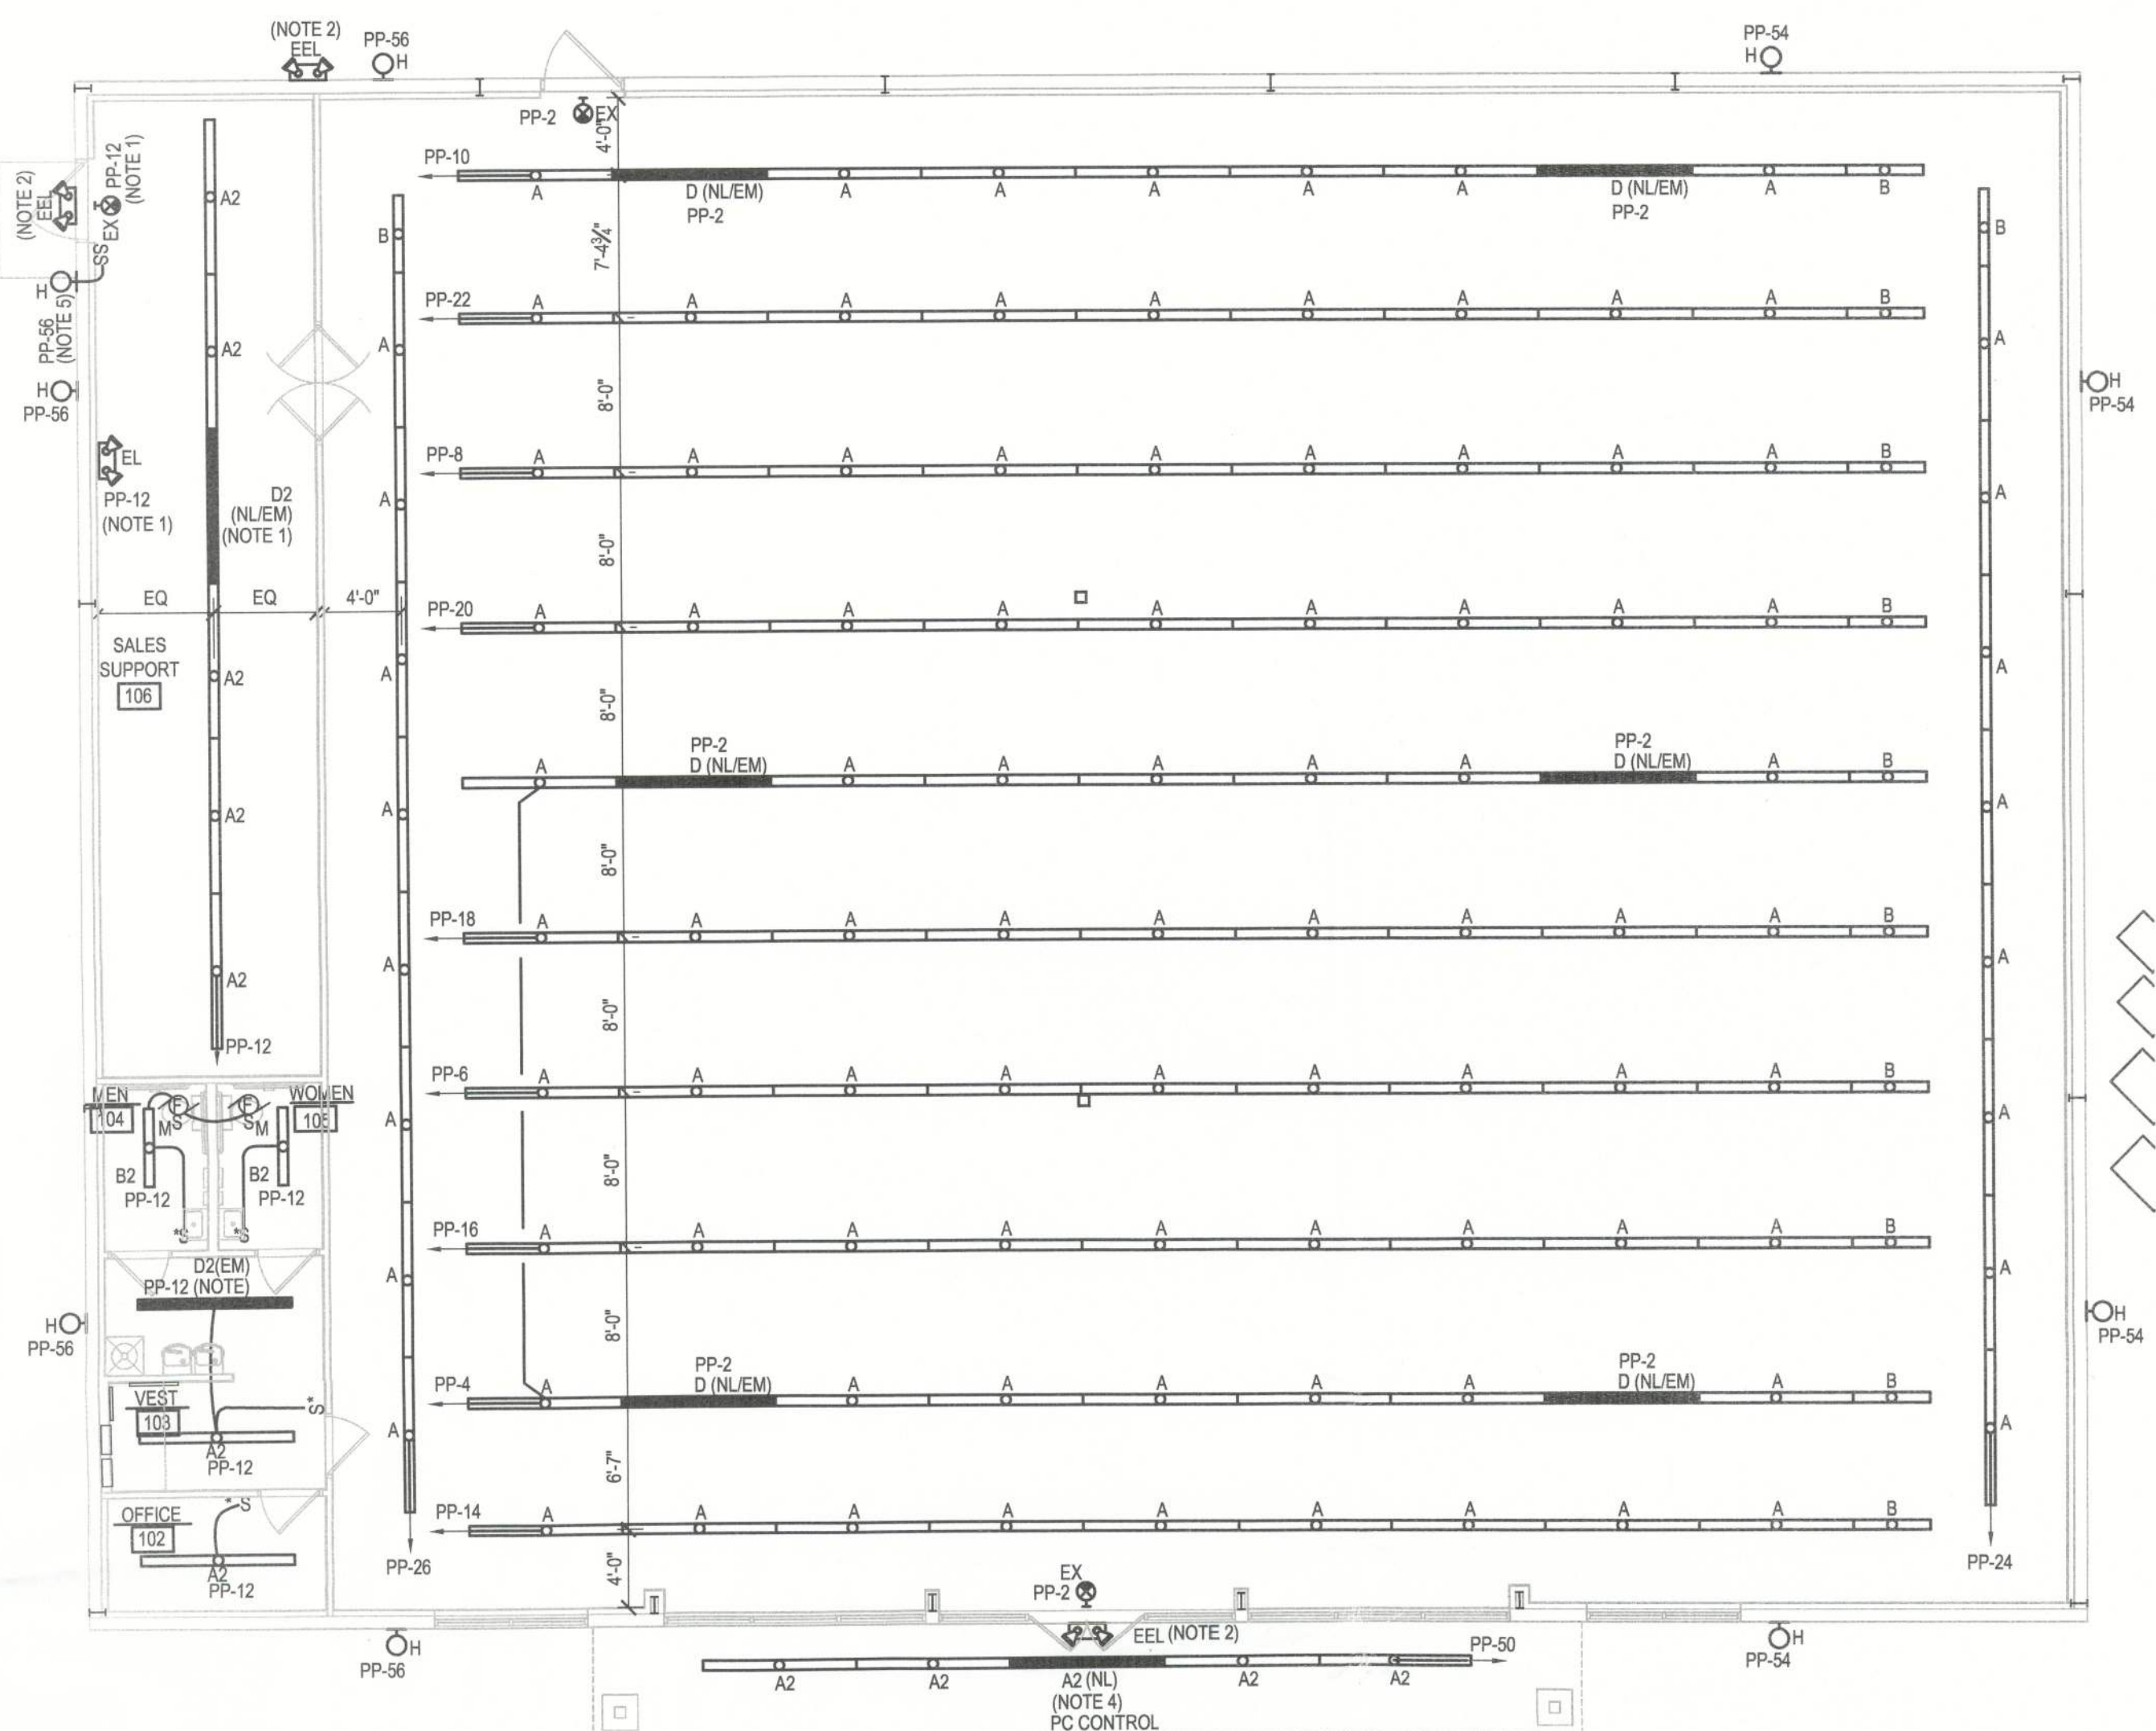 (NOTE 2)
EEL
PP-56
H
PP-54
H
PP-2
EX
4'-0"
PP-12
(NOTE 1)
EX
(NOTE 2)
EEL
SS
H
PP-56
(NOTE 5)
H
PP-56
EL
PP-12
(NOTE 1)
A2
A2
D2
(NL/EM)
(NOTE 1)
EQ
EQ
4'-0"
SALES
SUPPORT
106
A2
A2
A2
PP-12
B
A
A
A
A
A
A
A
A
PP-26
PP-10
A
D (NL/EM)
PP-2
A
A
A
A
A
D (NL/EM)
PP-2
A
B
7'-4¾"
PP-22
A A A A A A A A A B
8'-0"
PP-8
A A A A A A A A A B
8'-0"
PP-20
A A A A A A A A A B
8'-0"
PP-2
D (NL/EM)
PP-2
D (NL/EM)
A A A A A A A B
8'-0"
PP-18
A A A A A A A A A B
8'-0"
PP-6
A A A A A A A A A B
8'-0"
PP-16
A A A A A A A A A B
8'-0"
PP-2
D (NL/EM)
PP-2
D (NL/EM)
PP-4
A A A A A A A B
6'-7"
PP-14
A A A A A A A A A B
4'-0"
B
A
A
A
A
A
A
A
A
PP-24
H
PP-54
H
PP-54
MEN
104
WOMEN
105
F
F
M
S
S
M
B2
PP-12
B2
PP-12
*S
*S
D2(EM)
PP-12 (NOTE)
H
PP-56
VEST
103
S*
A2
PP-12
OFFICE
102
*S
A2
PP-12
EX
PP-2
EEL (NOTE 2)
H
PP-56
PP-50
H
PP-54
A2
A2
A2 (NL)
(NOTE 4)
PC CONTROL
A2
A2